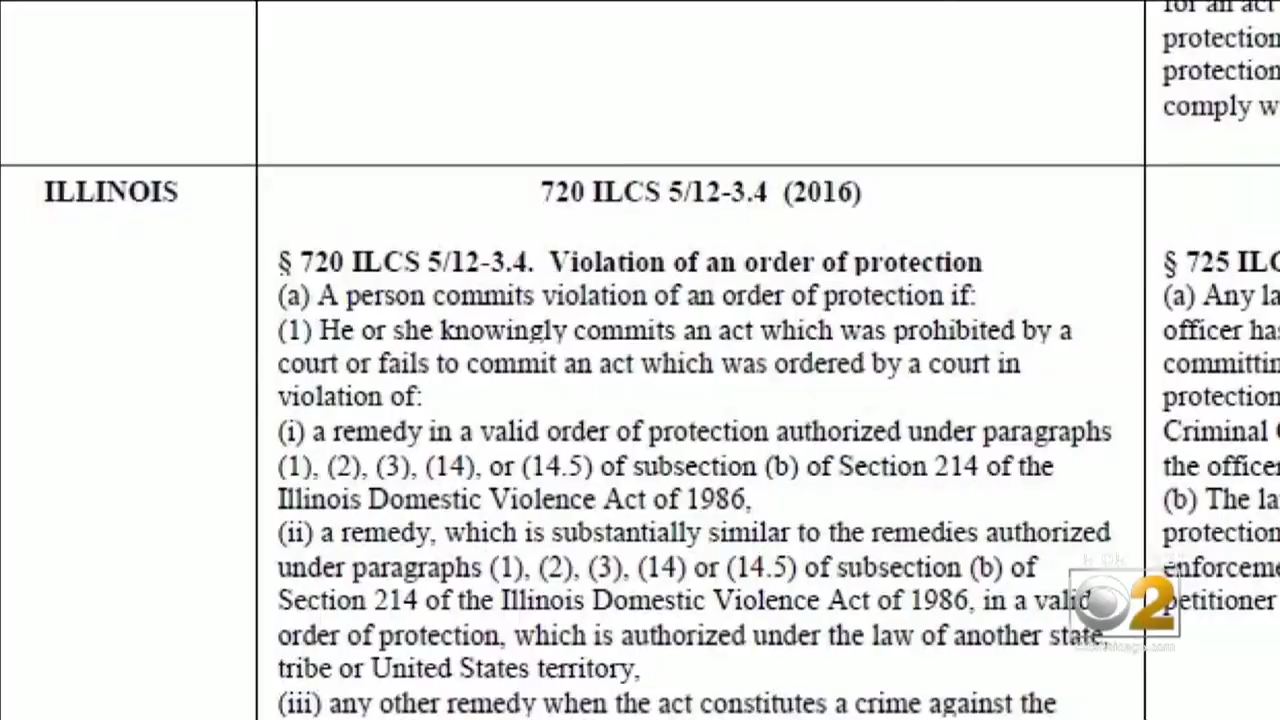 for an act
protection
protection
comply w
ILLINOIS
720 ILCS 5/12-3.4 (2016)
§ 720 ILCS 5/12-3.4. Violation of an order of protection
(a) A person commits violation of an order of protection if:
(1) He or she knowingly commits an act which was prohibited by a
court or fails to commit an act which was ordered by a court in
violation of:
(i) a remedy in a valid order of protection authorized under paragraphs
(1), (2), (3), (14), or (14.5) of subsection (b) of Section 214 of the
Illinois Domestic Violence Act of 1986,
(ii) a remedy, which is substantially similar to the remedies authorized
under paragraphs (1), (2), (3), (14) or (14.5) of subsection (b) of
Section 214 of the Illinois Domestic Violence Act of 1986, in a valid
order of protection, which is authorized under the law of another state,
tribe or United States territory,
(iii) any other remedy when the act constitutes a crime against the
§ 725 ILC
(a) Any la
officer has
committin
protection
Criminal C
the officer
(b) The la
protection
enforceme
petitioner
2